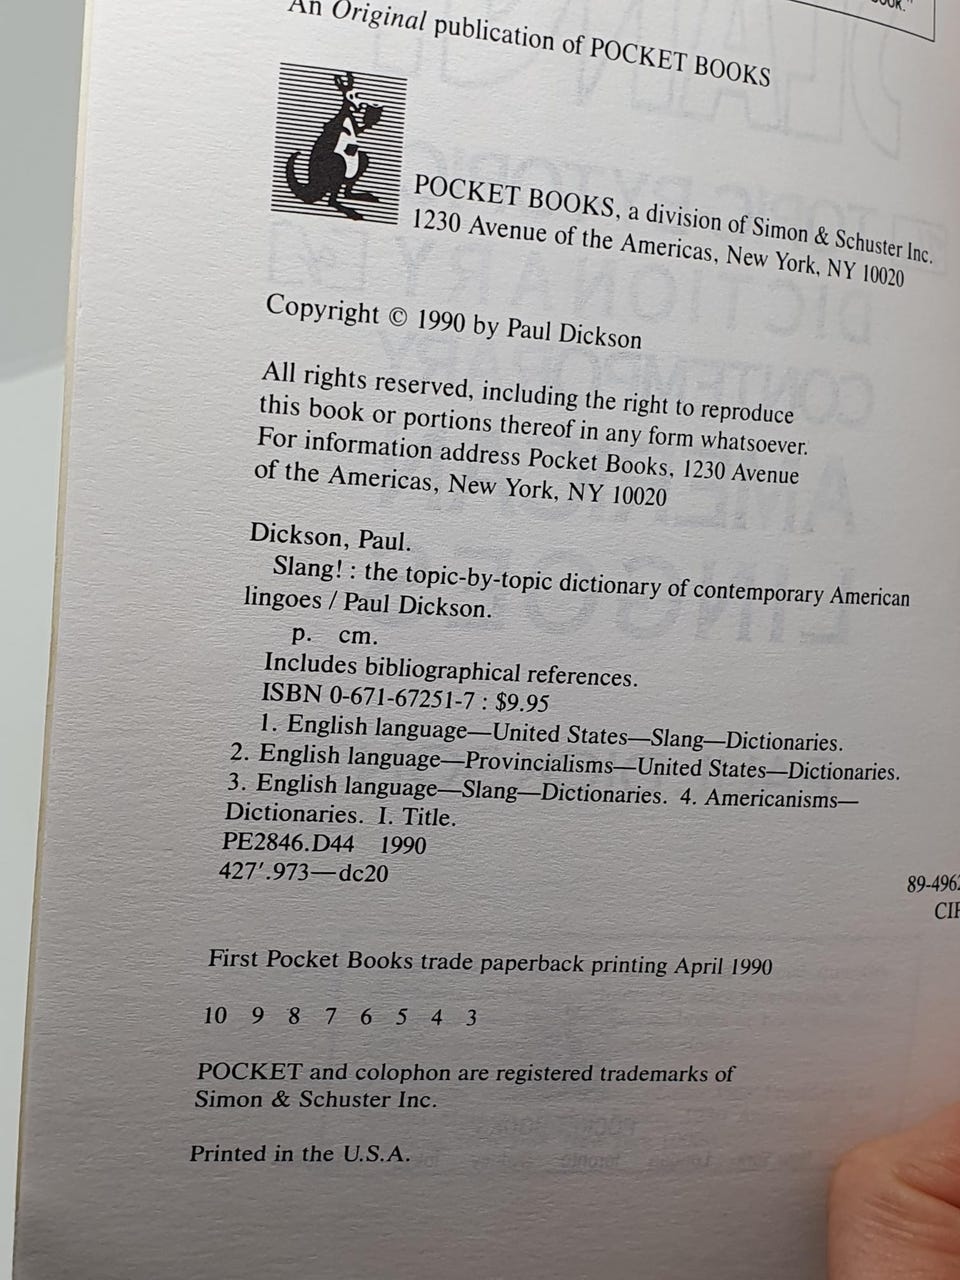 BOOK."
An Original publication of POCKET BOOKS
POCKET BOOKS, a division of Simon & Schuster Inc.
1230 Avenue of the Americas, New York, NY 10020
Copyright © 1990 by Paul Dickson
All rights reserved, including the right to reproduce
this book or portions thereof in any form whatsoever.
For information address Pocket Books, 1230 Avenue
of the Americas, New York, NY 10020
Dickson, Paul.
Slang! : the topic-by-topic dictionary of contemporary American
lingoes / Paul Dickson.
p. cm.
Includes bibliographical references.
ISBN 0-671-67251-7 : $9.95
1. English language—United States—Slang—Dictionaries.
2. English language—Provincialisms—United States—Dictionaries.
3. English language—Slang—Dictionaries. 4. Americanisms—
Dictionaries. I. Title.
PE2846.D44 1990
427'.973—dc20
89-496
CIP
First Pocket Books trade paperback printing April 1990
10 9 8 7 6 5 4 3
POCKET and colophon are registered trademarks of
Simon & Schuster Inc.
Printed in the U.S.A.